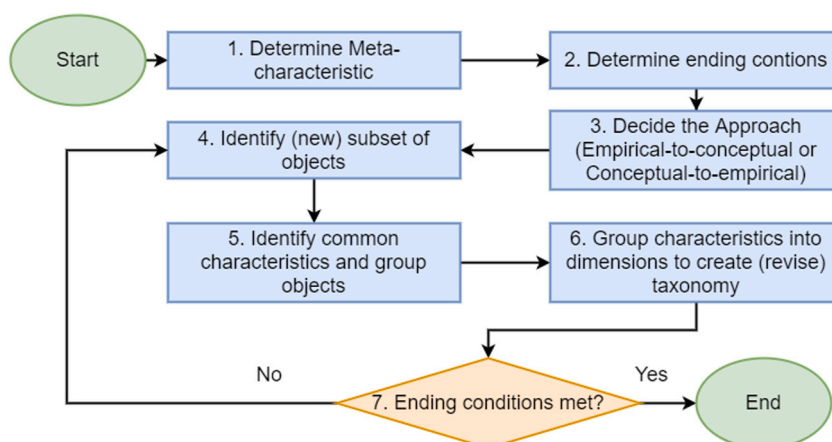 Start
1. Determine Meta-
characteristic
2. Determine ending contions
3. Decide the Approach
(Empirical-to-conceptual or
Conceptual-to-empirical)
4. Identify (new) subset of
objects
5. Identify common
characteristics and group
objects
6. Group characteristics into
dimensions to create (revise)
taxonomy
No
Yes
7. Ending conditions met?
End